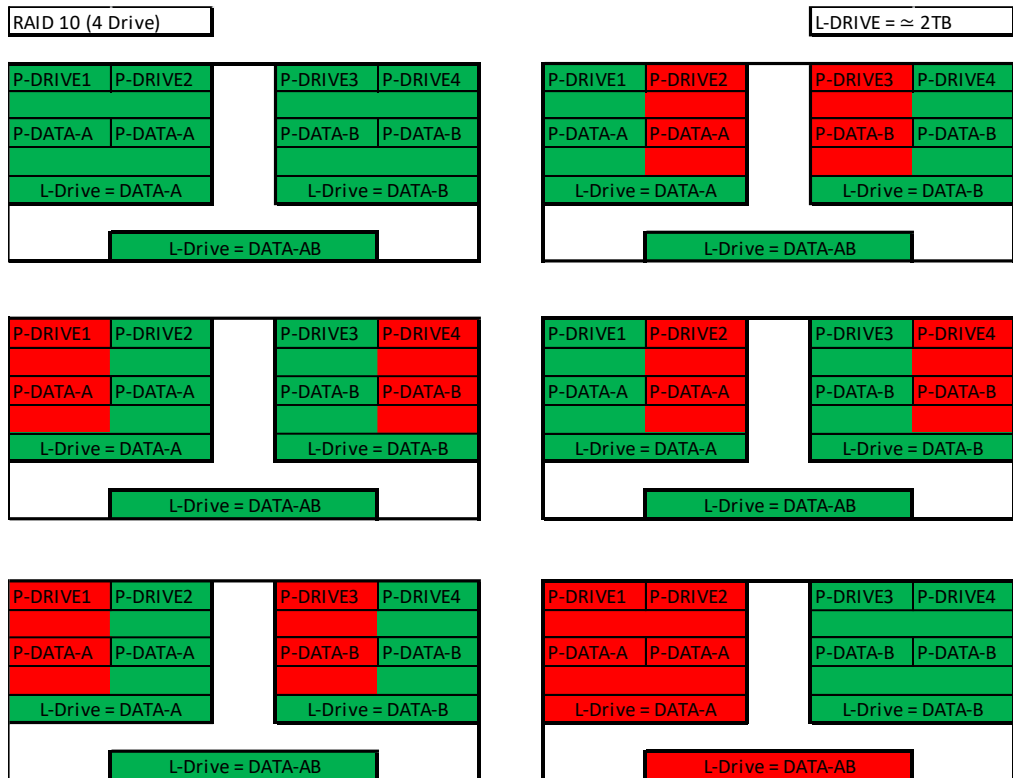 RAID 10 (4 Drive) L-DRIVE = ≃ 2TB
P-DRIVE1 P-DRIVE2 P-DRIVE3 P-DRIVE4 P-DRIVE1 P-DRIVE2 P-DRIVE3 P-DRIVE4
P-DATA-A P-DATA-A P-DATA-B P-DATA-B P-DATA-A P-DATA-A P-DATA-B P-DATA-B
L-Drive = DATA-A L-Drive = DATA-B L-Drive = DATA-A L-Drive = DATA-B
L-Drive = DATA-AB L-Drive = DATA-AB
P-DRIVE1 P-DRIVE2 P-DRIVE3 P-DRIVE4 P-DRIVE1 P-DRIVE2 P-DRIVE3 P-DRIVE4
P-DATA-A P-DATA-A P-DATA-B P-DATA-B P-DATA-A P-DATA-A P-DATA-B P-DATA-B
L-Drive = DATA-A L-Drive = DATA-B L-Drive = DATA-A L-Drive = DATA-B
L-Drive = DATA-AB L-Drive = DATA-AB
P-DRIVE1 P-DRIVE2 P-DRIVE3 P-DRIVE4 P-DRIVE1 P-DRIVE2 P-DRIVE3 P-DRIVE4
P-DATA-A P-DATA-A P-DATA-B P-DATA-B P-DATA-A P-DATA-A P-DATA-B P-DATA-B
L-Drive = DATA-A L-Drive = DATA-B L-Drive = DATA-A L-Drive = DATA-B
L-Drive = DATA-AB L-Drive = DATA-AB